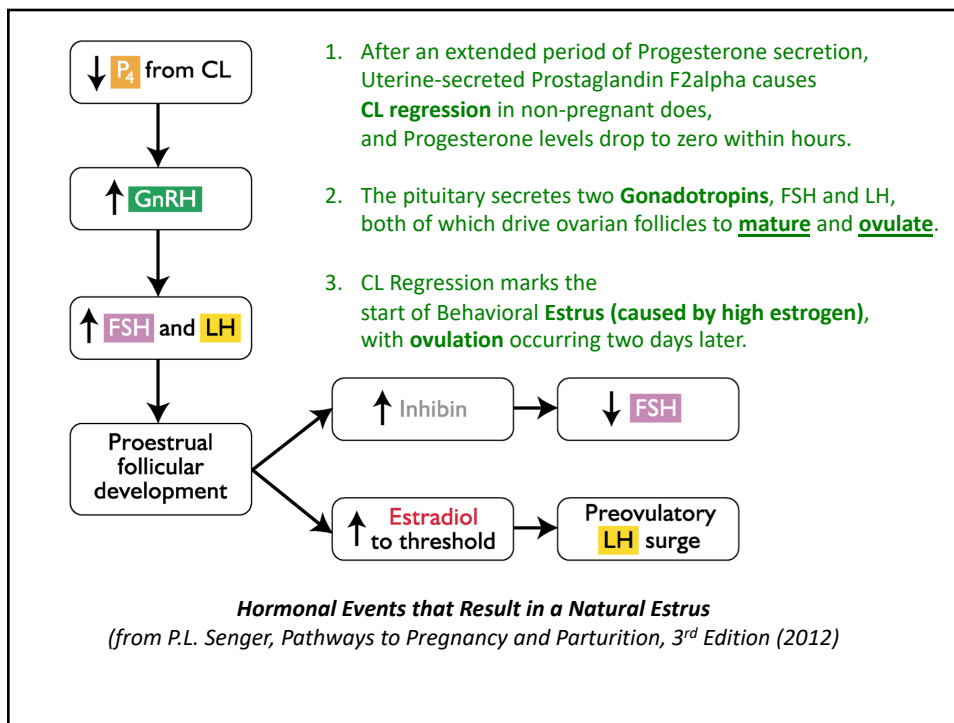 ↓ P4 from CL
↑ GnRH
↑ FSH and LH
Proestrual
follicular
development
↑ Inhibin
↓ FSH
↑ Estradiol
to threshold
Preovulatory
LH surge
1. After an extended period of Progesterone secretion,
Uterine-secreted Prostaglandin F2alpha causes
CL regression in non-pregnant does,
and Progesterone levels drop to zero within hours.
2. The pituitary secretes two Gonadotropins, FSH and LH,
both of which drive ovarian follicles to mature and ovulate.
3. CL Regression marks the
start of Behavioral Estrus (caused by high estrogen),
with ovulation occurring two days later.
Hormonal Events that Result in a Natural Estrus
(from P.L. Senger, Pathways to Pregnancy and Parturition, 3rd Edition (2012)